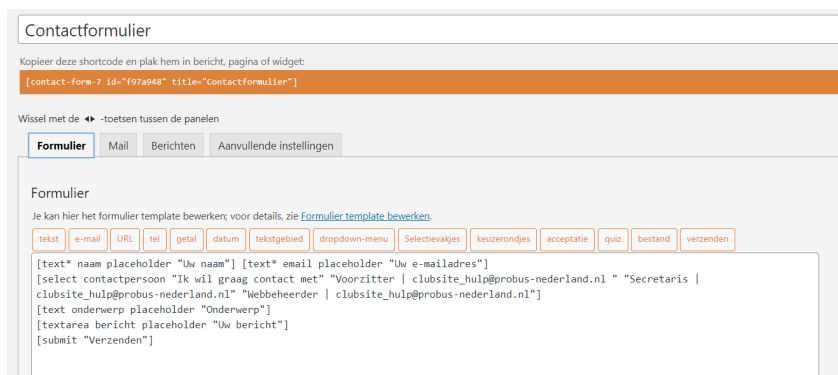 Contactformulier
Kopieer deze shortcode en plak hem in bericht, pagina of widget:
[contact-form-7 id="f97a948" title="Contactformulier"]
Wissel met de ◂▸ -toetsen tussen de panelen
Formulier Mail Berichten Aanvullende instellingen
Formulier
Je kan hier het formulier template bewerken; voor details, zie Formulier template bewerken.
tekst e-mail URL tel getal datum tekstgebied dropdown-menu Selectievakjes keuzerondjes acceptatie quiz bestand verzenden
[text* naam placeholder "Uw naam"] [text* email placeholder "Uw e-mailadres"]
[select contactpersoon "Ik wil graag contact met" "Voorzitter | clubsite_hulp@probus-nederland.nl " "Secretaris |
clubsite_hulp@probus-nederland.nl" "Webbeheerder | clubsite_hulp@probus-nederland.nl"]
[text onderwerp placeholder "Onderwerp"]
[textarea bericht placeholder "Uw bericht"]
[submit "Verzenden"]